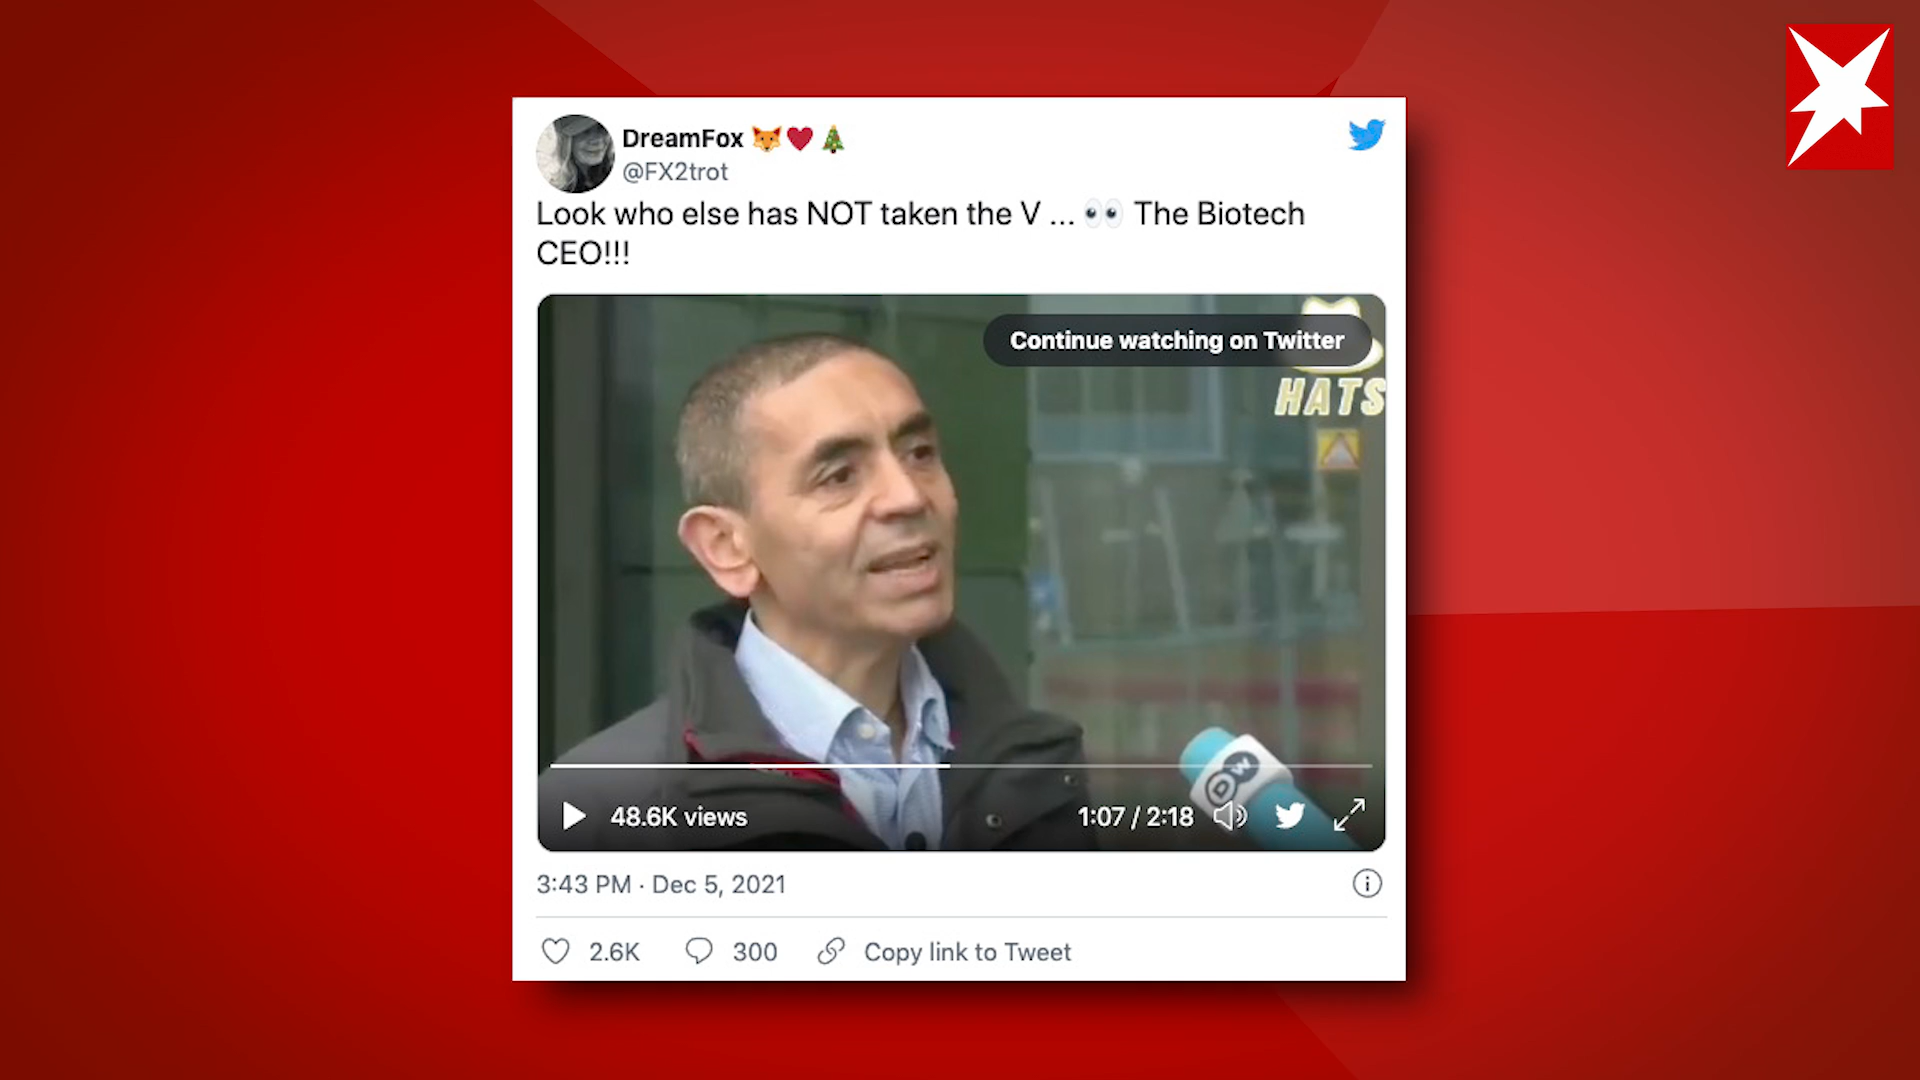 DreamFox 🦊❤️🎄
@FX2trot
Look who else has NOT taken the V ... 👀 The Biotech
CEO!!!
Continue watching on Twitter
HATS
DW
48.6K views
1:07 / 2:18
3:43 PM · Dec 5, 2021
2.6K
300
Copy link to Tweet